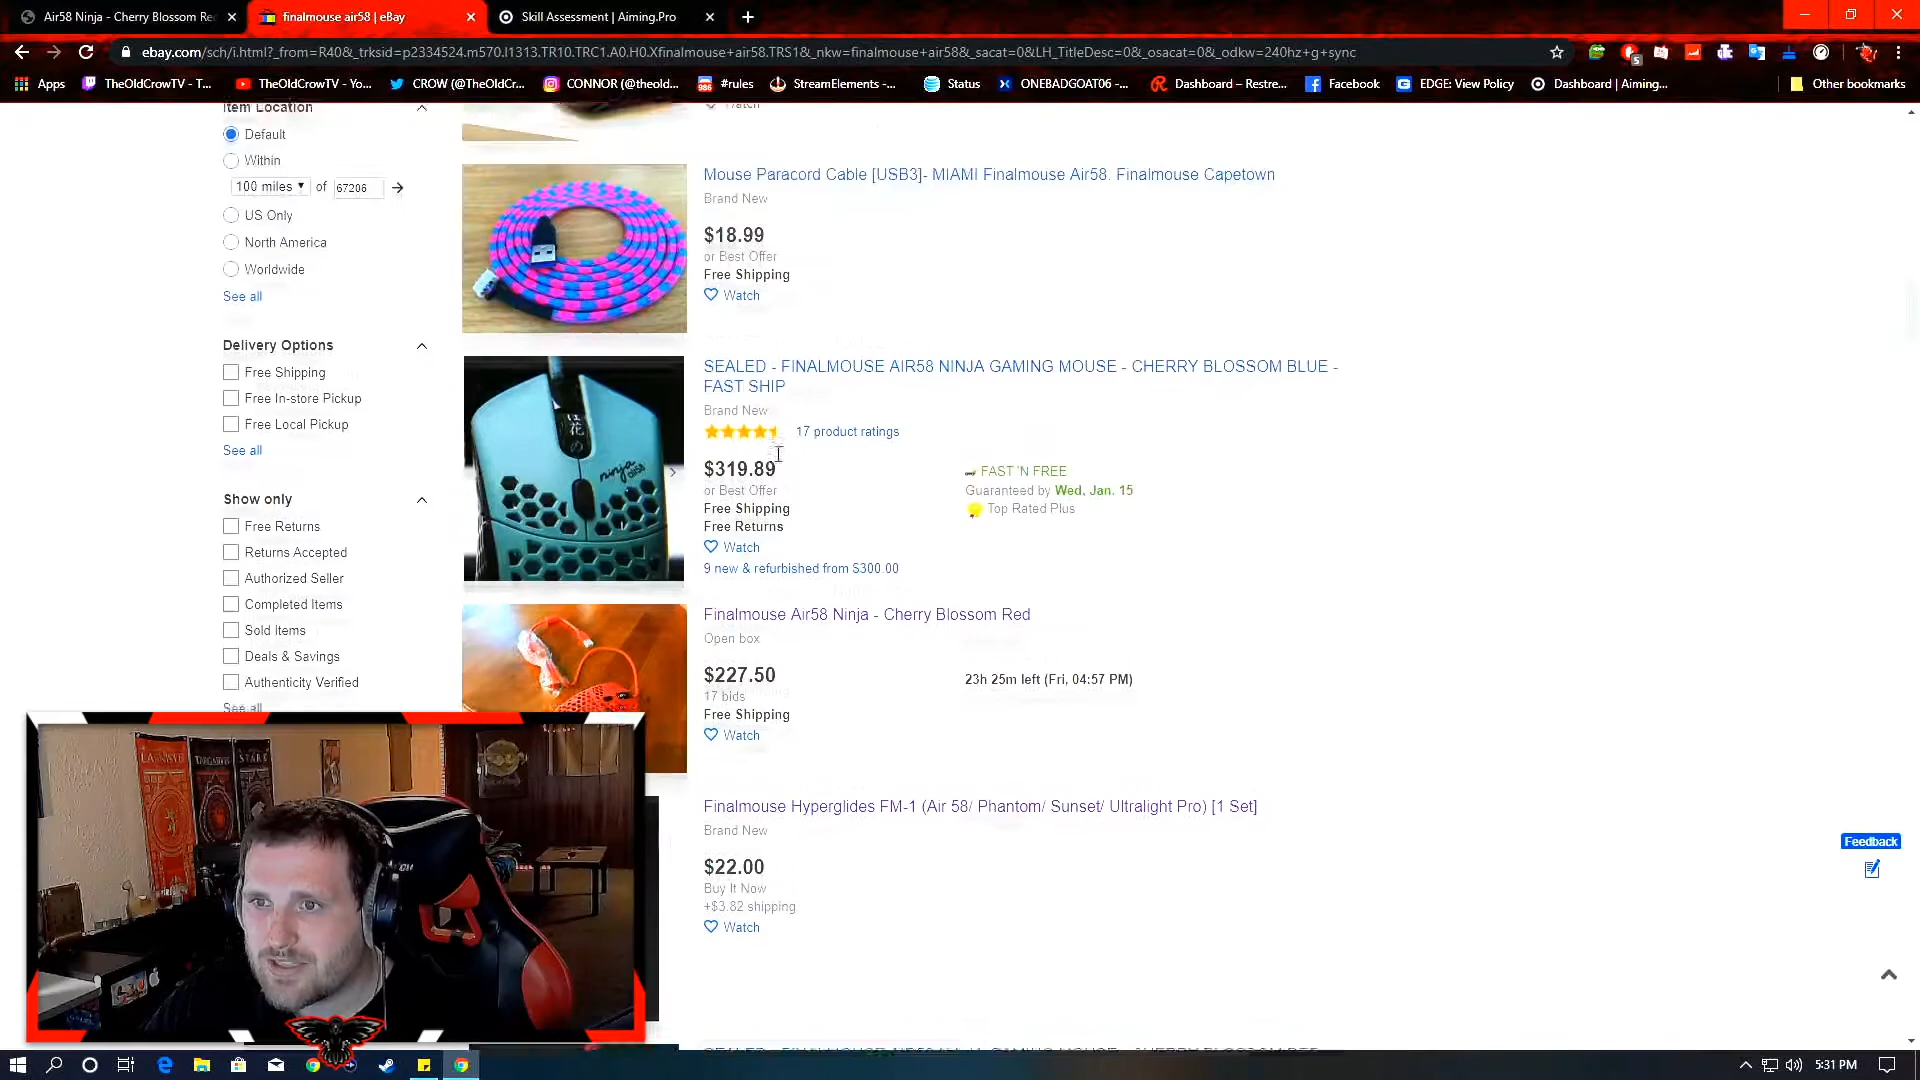 Air58 Ninja - Cherry Blossom Re
finalmouse air58 | eBay
Skill Assessment | Aiming.Pro
ebay.com/sch/i.html?_from=R40&_trksid=p2334524.m570.l1313.TR10.TRC1.A0.H0.Xfinalmouse+air58.TRS1&_nkw=finalmouse+air58&_sacat=0&LH_TitleDesc=0&_osacat=0&_odkw=240hz+g+sync
Apps
TheOldCrowTV - T...
TheOldCrowTV - Yo...
CROW (@TheOldCr...
CONNOR (@theold...
#rules
StreamElements -...
Status
ONEBADGOAT06 -...
Dashboard – Restre...
Facebook
EDGE: View Policy
Dashboard | Aiming...
Other bookmarks
Item Location
Default
Within
100 miles of 67206
US Only
North America
Worldwide
See all
Delivery Options
Free Shipping
Free In-store Pickup
Free Local Pickup
See all
Show only
Free Returns
Returns Accepted
Authorized Seller
Completed Items
Sold Items
Deals & Savings
Authenticity Verified
See all
Watch
Mouse Paracord Cable [USB3]- MIAMI Finalmouse Air58. Finalmouse Capetown
Brand New
$18.99
or Best Offer
Free Shipping
Watch
SEALED - FINALMOUSE AIR58 NINJA GAMING MOUSE - CHERRY BLOSSOM BLUE -
FAST SHIP
Brand New
17 product ratings
$319.89
or Best Offer
Free Shipping
Free Returns
Watch
9 new & refurbished from $300.00
FAST 'N FREE
Guaranteed by Wed, Jan. 15
Top Rated Plus
ninja
Finalmouse Air58 Ninja - Cherry Blossom Red
Open box
$227.50
17 bids
Free Shipping
Watch
23h 25m left (Fri, 04:57 PM)
Finalmouse Hyperglides FM-1 (Air 58/ Phantom/ Sunset/ Ultralight Pro) [1 Set]
Brand New
$22.00
Buy It Now
+$3.82 shipping
Watch
Feedback
LANNISTER
TARGARYEN
STARK
5:31 PM